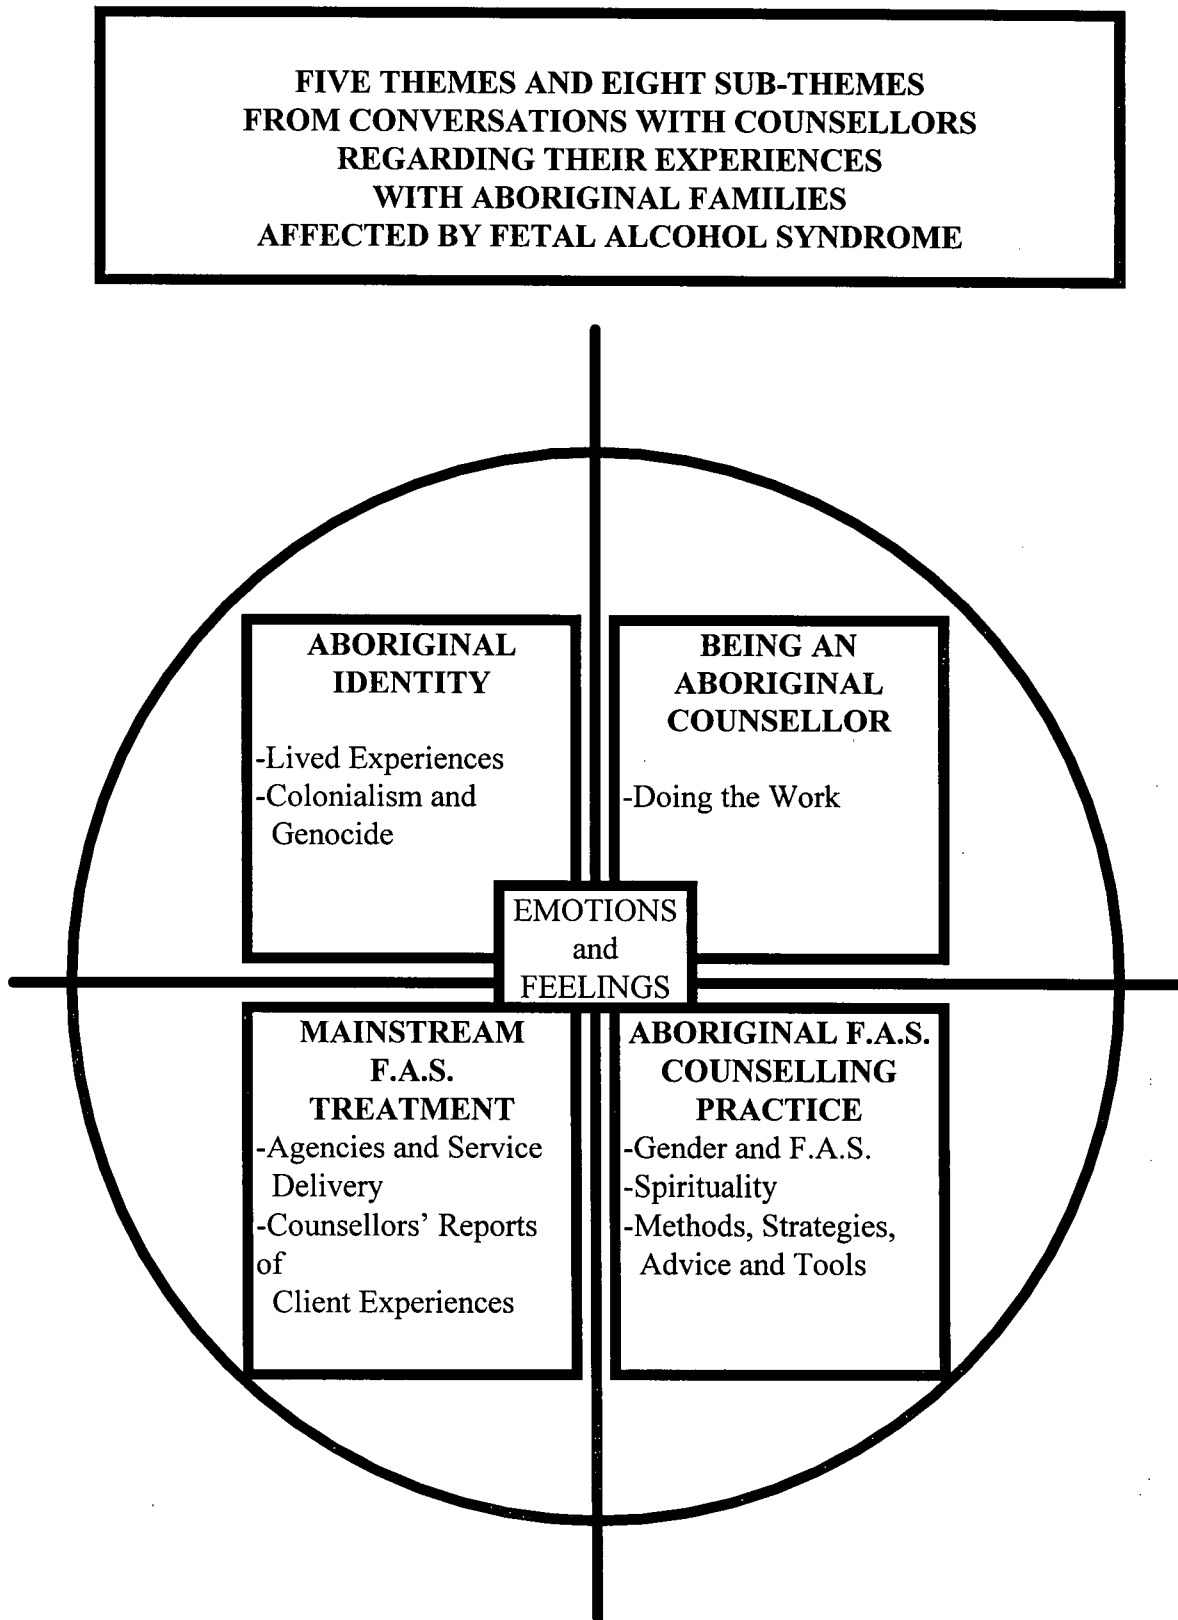 FIVE THEMES AND EIGHT SUB-THEMES
FROM CONVERSATIONS WITH COUNSELLORS
REGARDING THEIR EXPERIENCES
WITH ABORIGINAL FAMILIES
AFFECTED BY FETAL ALCOHOL SYNDROME
ABORIGINAL
IDENTITY
-Lived Experiences
-Colonialism and
Genocide
BEING AN
ABORIGINAL
COUNSELLOR
-Doing the Work
EMOTIONS
and
FEELINGS
MAINSTREAM
F.A.S.
TREATMENT
-Agencies and Service
Delivery
-Counsellors’ Reports
of
Client Experiences
ABORIGINAL F.A.S.
COUNSELLING
PRACTICE
-Gender and F.A.S.
-Spirituality
-Methods, Strategies,
Advice and Tools